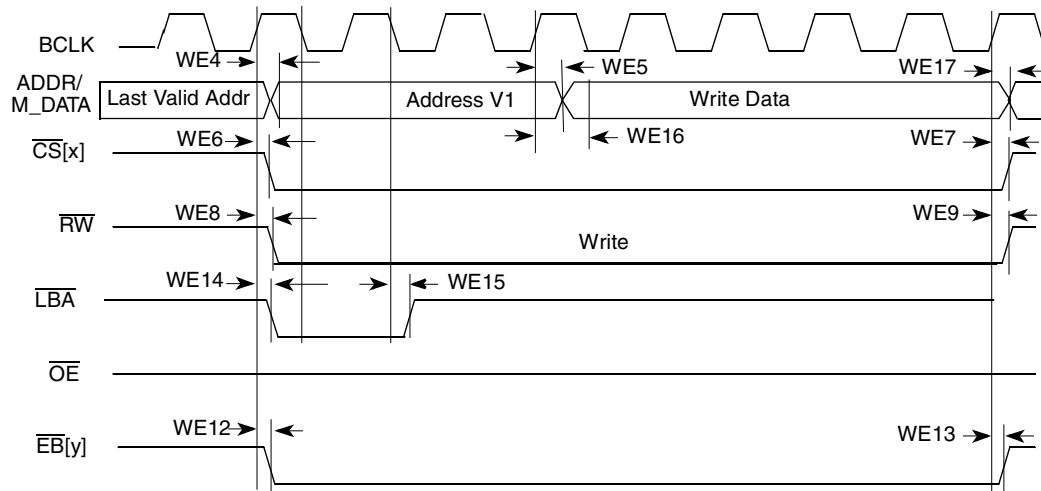 BCLK
WE4
WE5
WE17
ADDR/
M_DATA
Last Valid Addr
Address V1
Write Data
WE6
WE16
WE7
CS[x]
WE8
WE9
RW
Write
WE14
WE15
LBA
OE
WE12
WE13
EB[y]